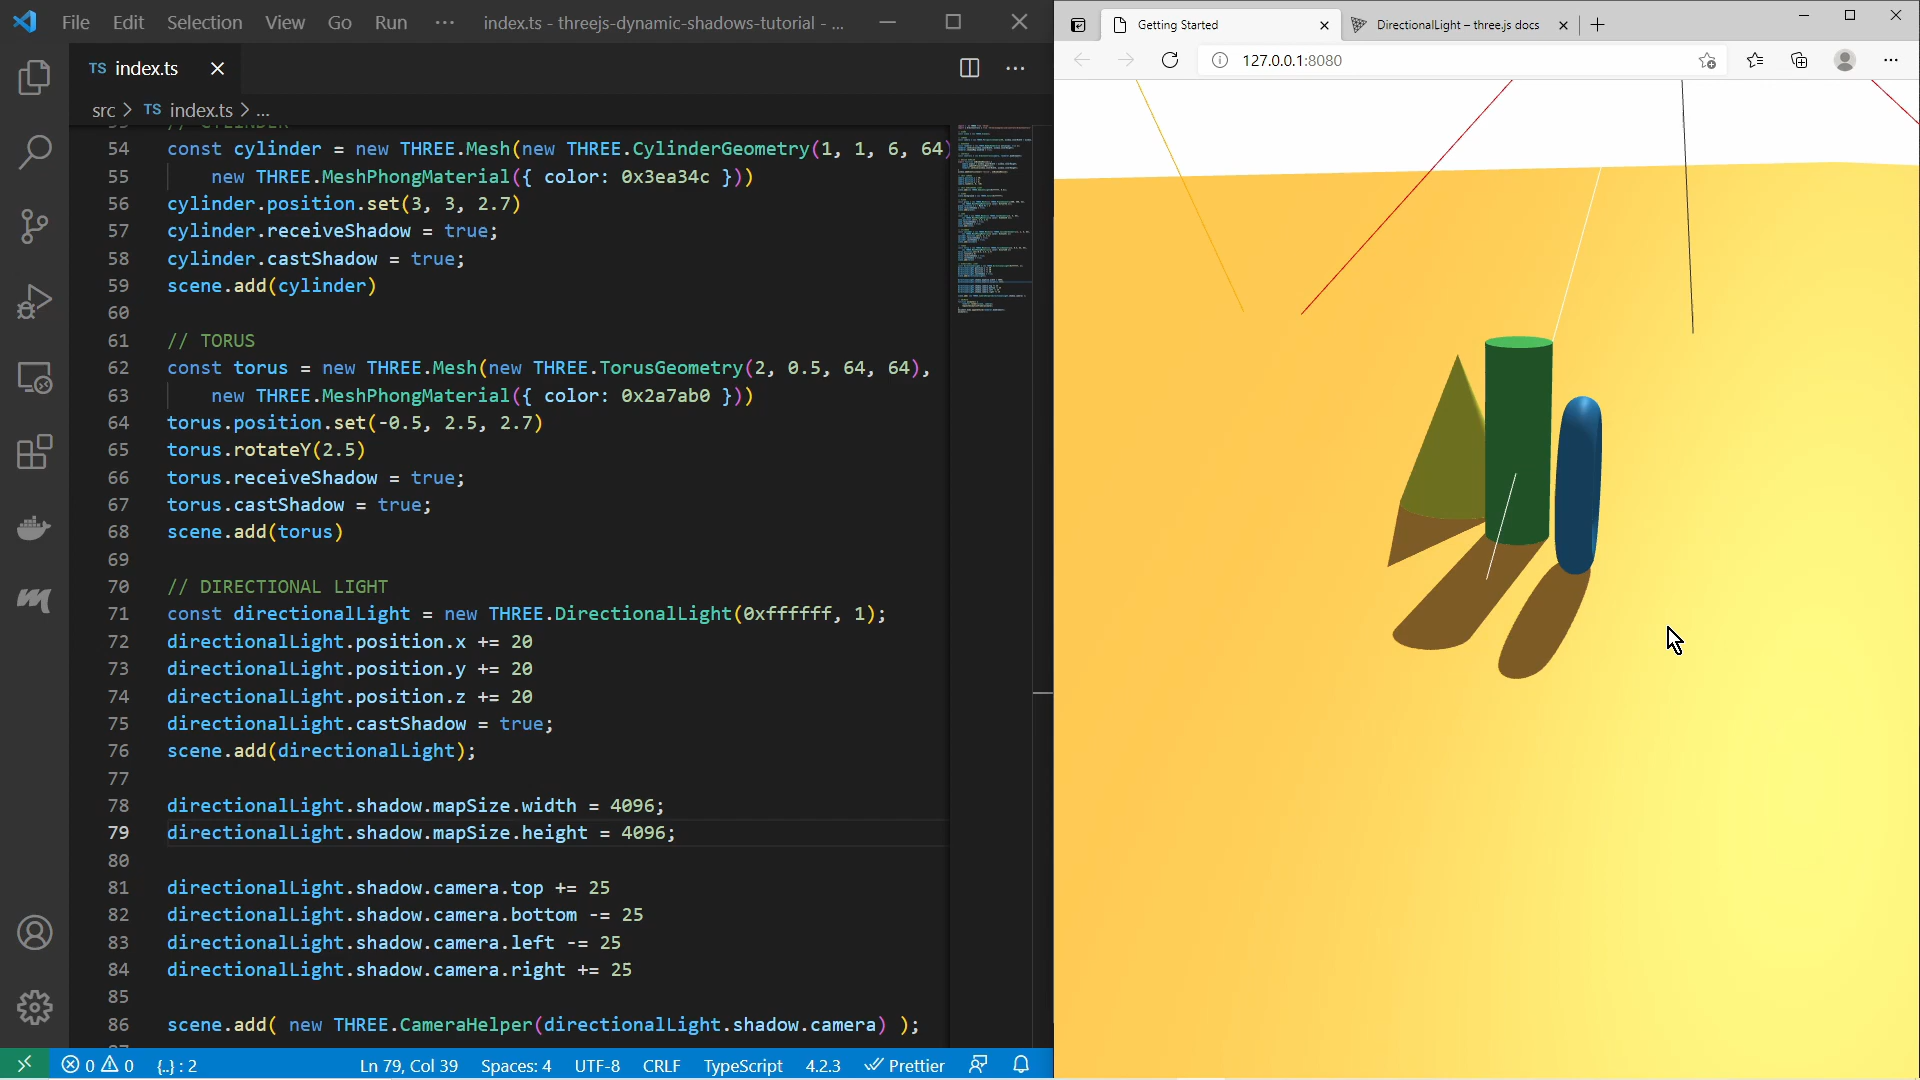 File Edit Selection View Go Run ··· index.ts - threejs-dynamic-shadows-tutorial - ...
TS index.ts
src > TS index.ts > ...
// CYLINDER
54 const cylinder = new THREE.Mesh(new THREE.CylinderGeometry(1, 1, 6, 64)
55 new THREE.MeshPhongMaterial({ color: 0x3ea34c }))
56 cylinder.position.set(3, 3, 2.7)
57 cylinder.receiveShadow = true;
58 cylinder.castShadow = true;
59 scene.add(cylinder)
60
61 // TORUS
62 const torus = new THREE.Mesh(new THREE.TorusGeometry(2, 0.5, 64, 64),
63 new THREE.MeshPhongMaterial({ color: 0x2a7ab0 }))
64 torus.position.set(-0.5, 2.5, 2.7)
65 torus.rotateY(2.5)
66 torus.receiveShadow = true;
67 torus.castShadow = true;
68 scene.add(torus)
69
70 // DIRECTIONAL LIGHT
71 const directionalLight = new THREE.DirectionalLight(0xffffff, 1);
72 directionalLight.position.x += 20
73 directionalLight.position.y += 20
74 directionalLight.position.z += 20
75 directionalLight.castShadow = true;
76 scene.add(directionalLight);
77
78 directionalLight.shadow.mapSize.width = 4096;
79 directionalLight.shadow.mapSize.height = 4096;
80
81 directionalLight.shadow.camera.top += 25
82 directionalLight.shadow.camera.bottom -= 25
83 directionalLight.shadow.camera.left -= 25
84 directionalLight.shadow.camera.right += 25
85
86 scene.add( new THREE.CameraHelper(directionalLight.shadow.camera) );
0 0 {..} : 2 Ln 79, Col 39 Spaces: 4 UTF-8 CRLF TypeScript 4.2.3 Prettier
Getting Started
DirectionalLight – three.js docs
127.0.0.1:8080